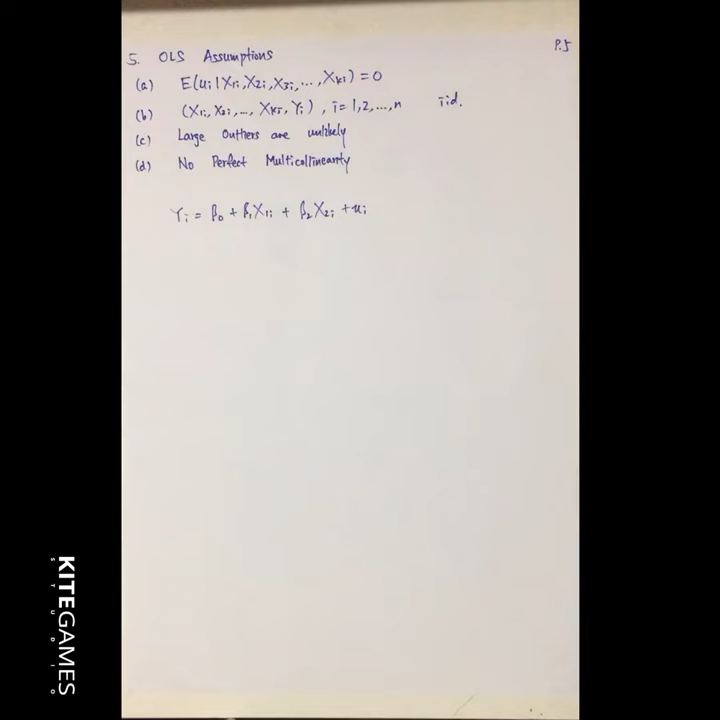 P.5
5. OLS Assumptions
(a) E(ui | X1i, X2i, X3i, ..., Xki) = 0
(b) (X1i, X2i, ..., Xki, Yi), i = 1, 2, ..., n iid.
(c) Large Outliers are unlikely
(d) No Perfect Multicollinearity
Yi = β0 + β1X1i + β2X2i + ui
KITEGAMES
STUDIO